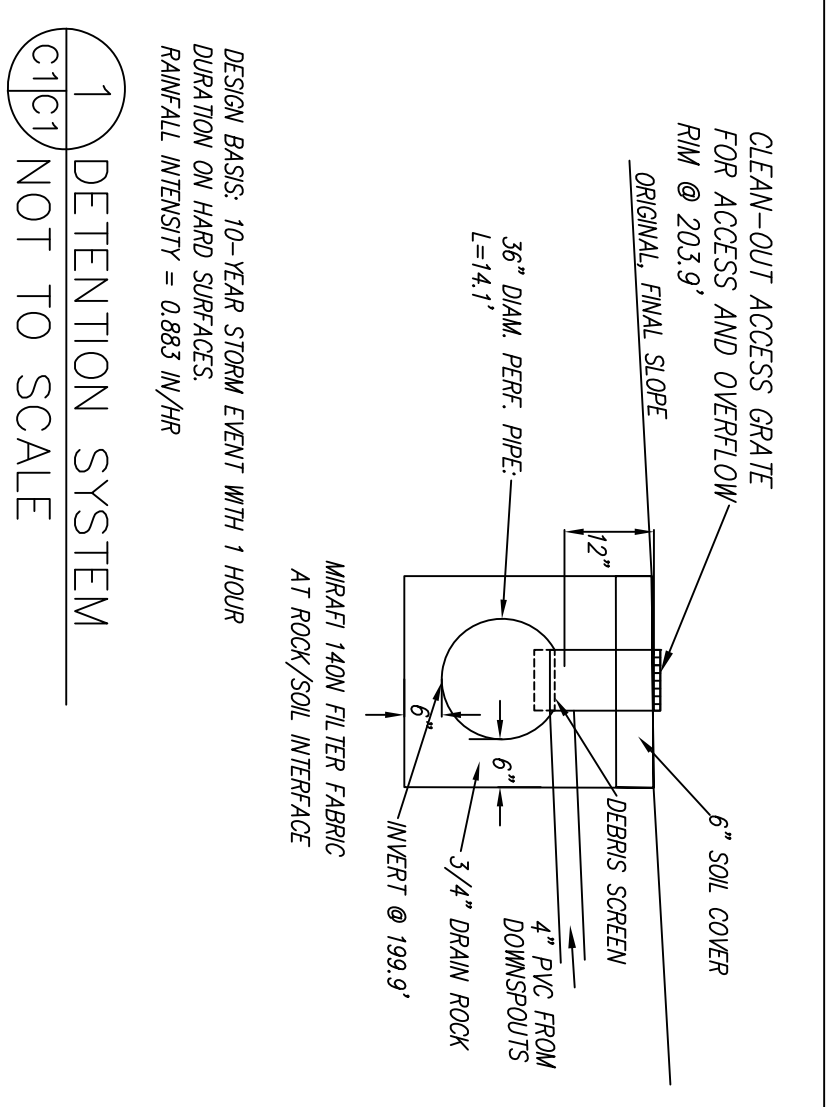 CLEAN-OUT ACCESS GRATE
FOR ACCESS AND OVERFLOW
RIM @ 203.9'
ORIGINAL, FINAL SLOPE
12"
6" SOIL COVER
DEBRIS SCREEN
36" DIAM. PERF. PIPE:
L=14.1'
4" PVC FROM
DOWNSPOUTS
6"
6"
3/4" DRAIN ROCK
INVERT @ 199.9'
MIRAFI 140N FILTER FABRIC
AT ROCK/SOIL INTERFACE
DESIGN BASIS: 10-YEAR STORM EVENT WITH 1 HOUR
DURATION ON HARD SURFACES.
RAINFALL INTENSITY = 0.883 IN/HR
1
C1 C1
DETENTION SYSTEM
NOT TO SCALE